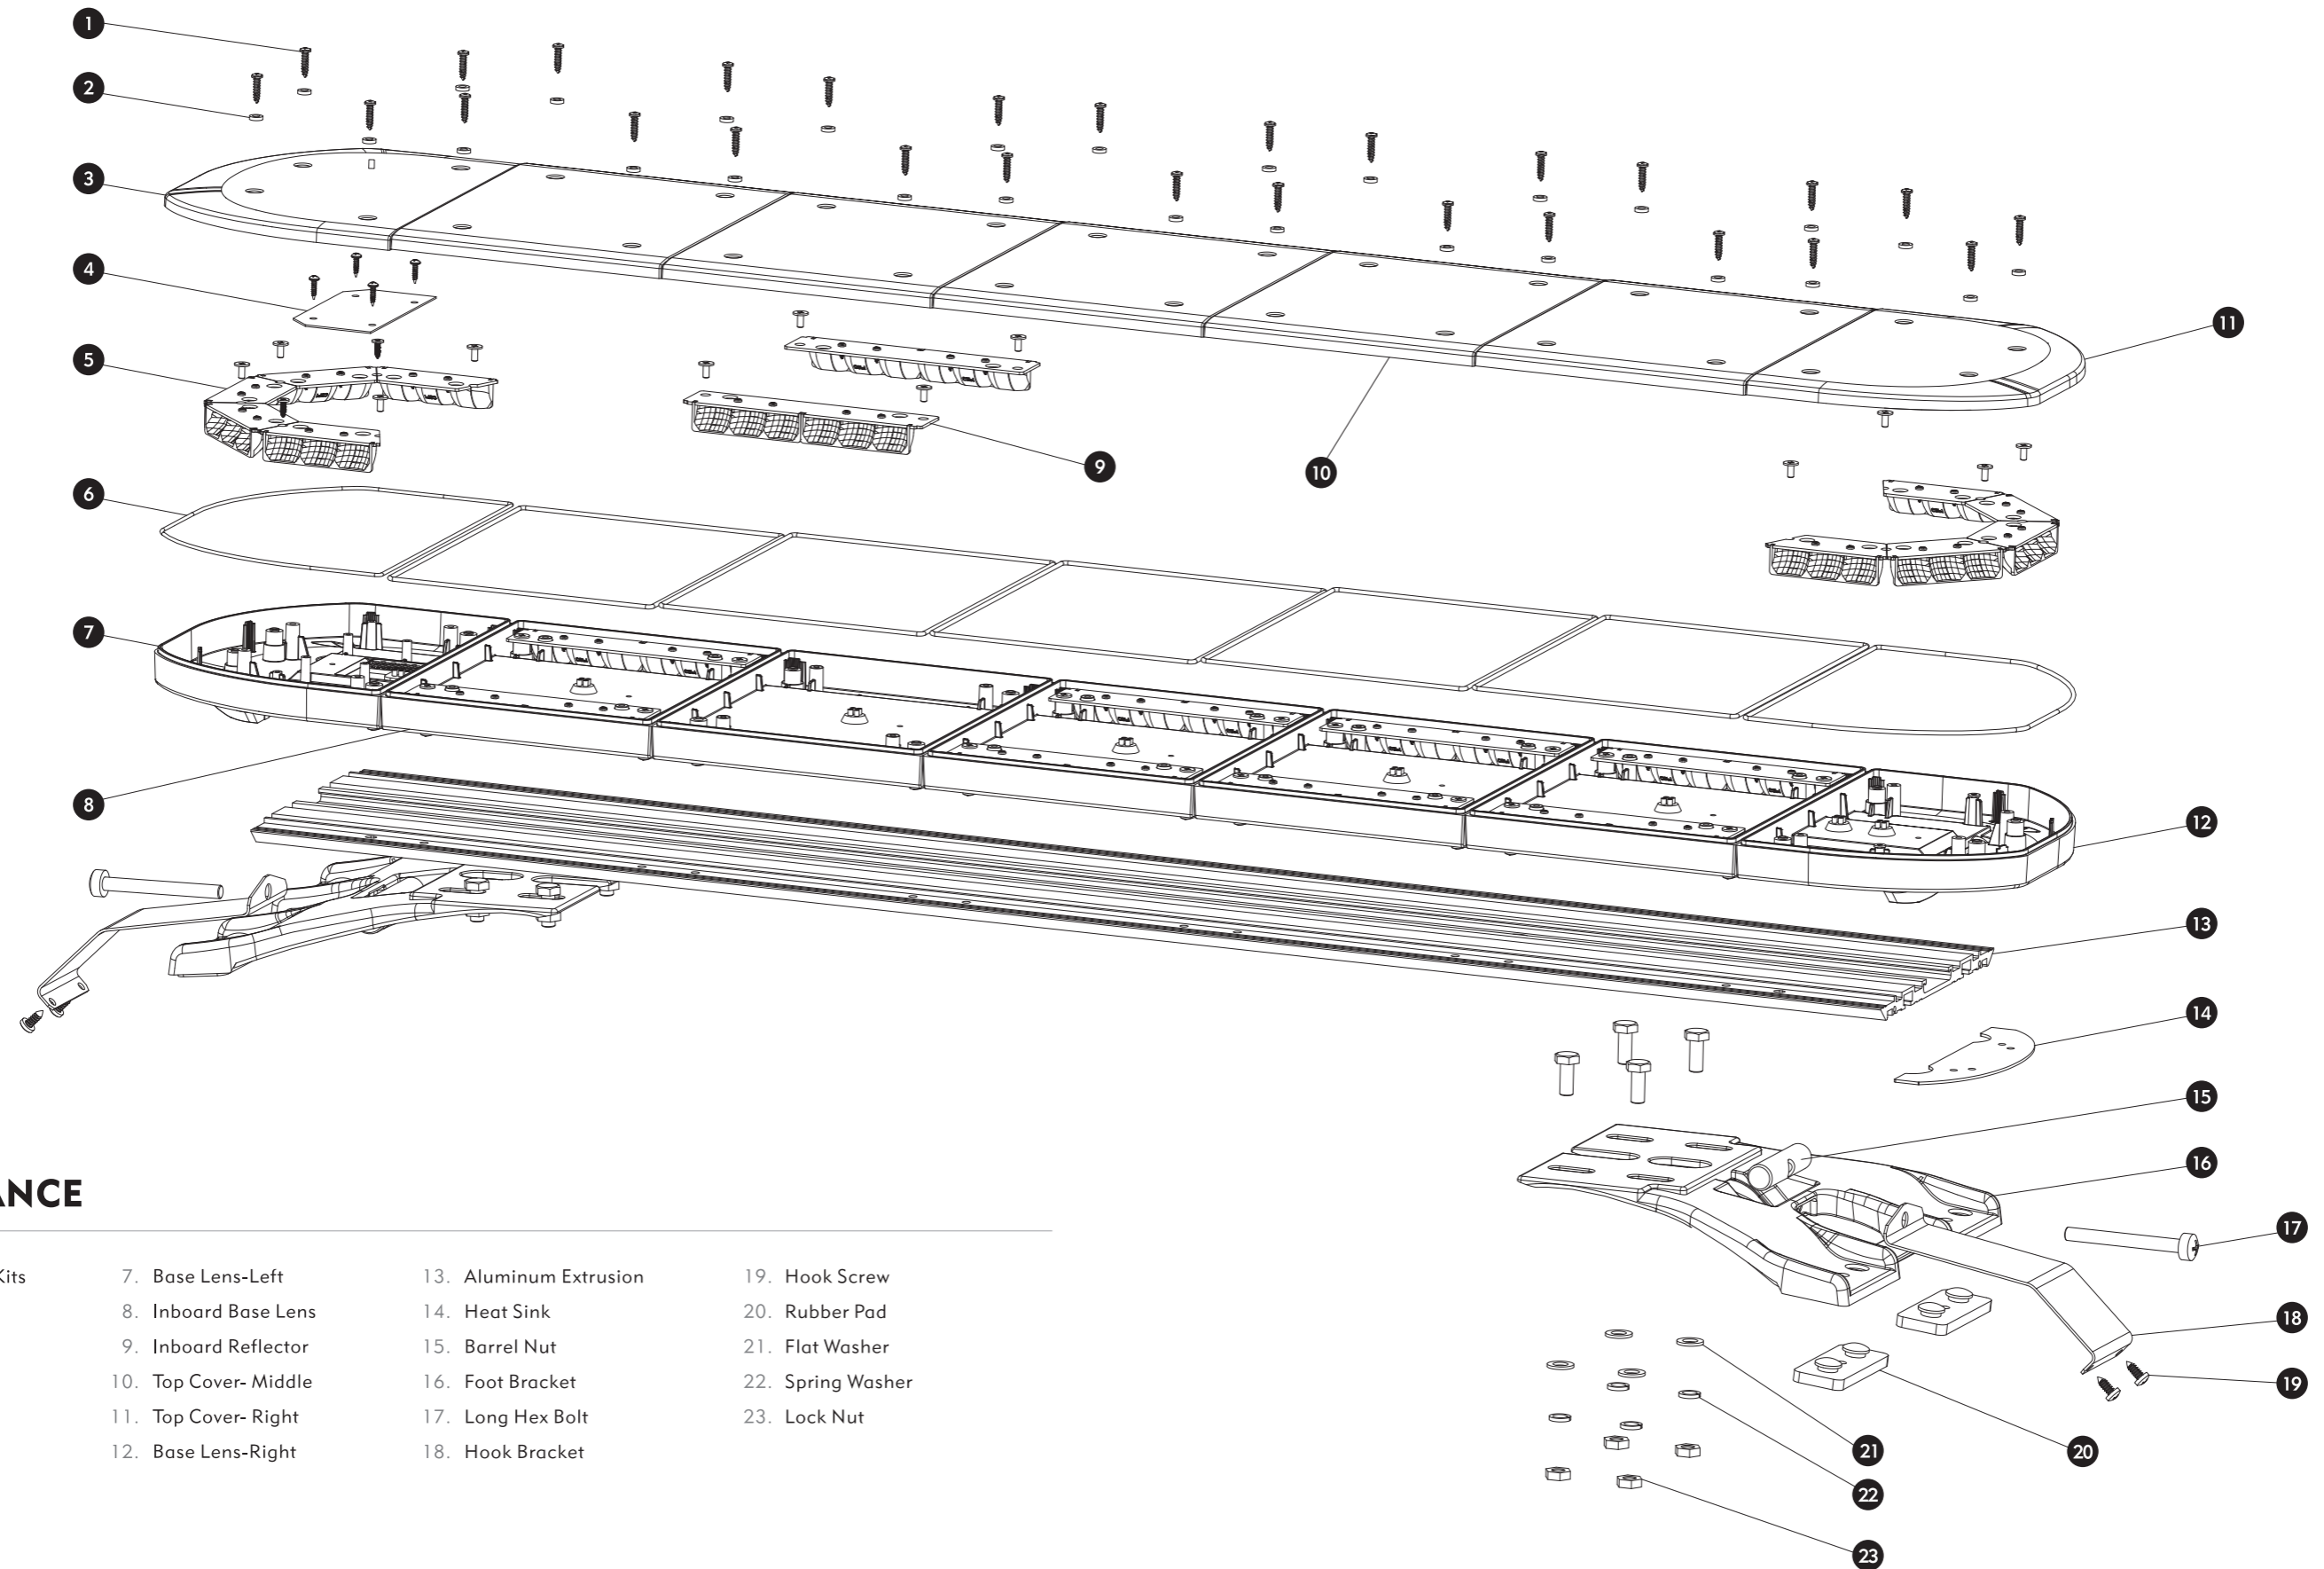 1
2
3
4
5
6
7
8
9
10
11
12
13
14
15
16
17
18
19
20
21
22
23
ANCE
Kits
7. Base Lens-Left
8. Inboard Base Lens
9. Inboard Reflector
10. Top Cover- Middle
11. Top Cover- Right
12. Base Lens-Right
13. Aluminum Extrusion
14. Heat Sink
15. Barrel Nut
16. Foot Bracket
17. Long Hex Bolt
18. Hook Bracket
19. Hook Screw
20. Rubber Pad
21. Flat Washer
22. Spring Washer
23. Lock Nut